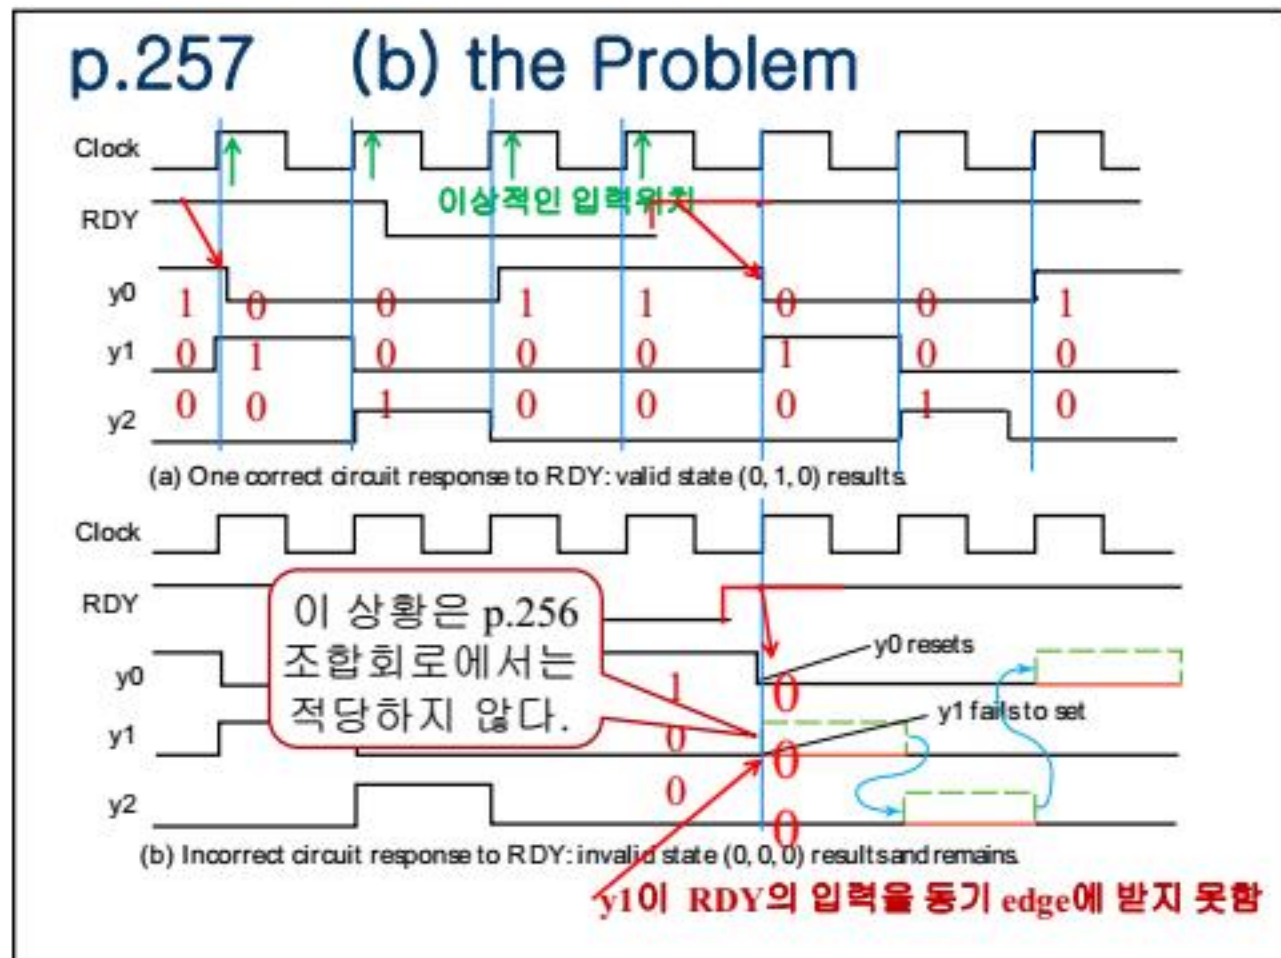 p.257 (b) the Problem
Clock
이상적인 입력위치
RDY
y0
1 0 0 1 1 0 0 1
y1
0 1 0 0 0 1 0 0
0 0 1 0 0 0 1 0
y2
(a) One correct circuit response to RDY: valid state (0, 1, 0) results.
Clock
RDY
이 상황은 p.256
조합회로에서는
적당하지 않다.
y0 resets
y0
1 0
y1 fails to set
y1
0 0
y2
0 0
(b) Incorrect circuit response to RDY: invalid state (0, 0, 0) results and remains.
y1이 RDY의 입력을 동기 edge에 받지 못함